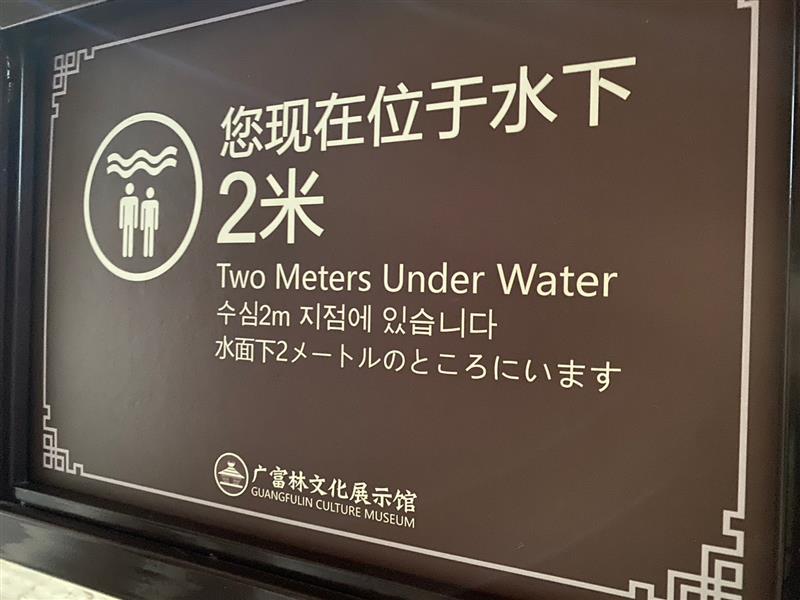 您现在位于水下
2米
Two Meters Under Water
수심2m 지점에 있습니다
水面下2メートルのところにいます
广富林文化展示馆
GUANGFULIN CULTURE MUSEUM